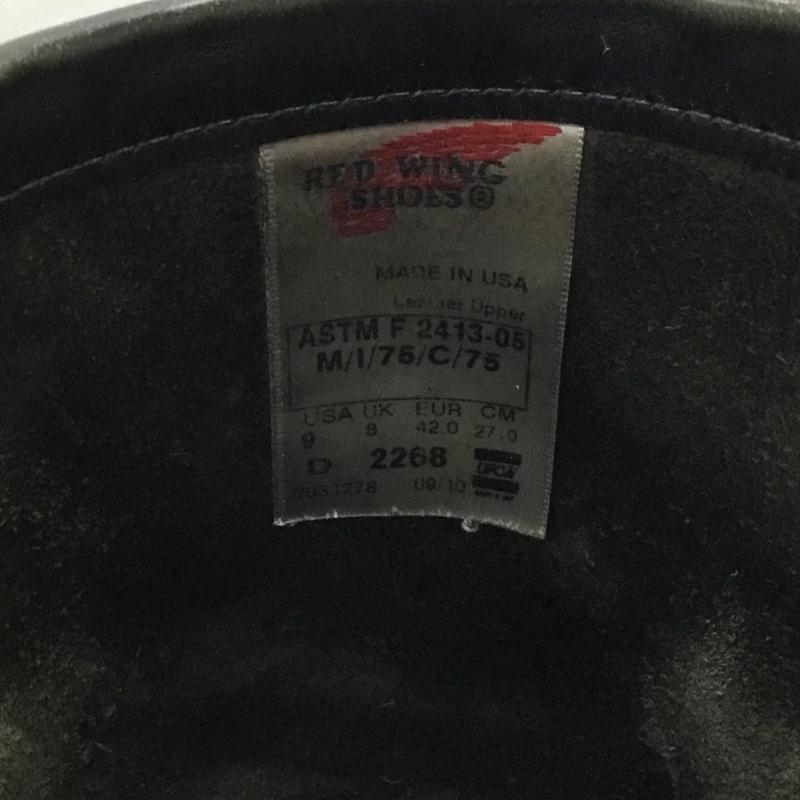 RED WING
SHOES®
MADE IN USA
Leather Upper
ASTM F 2413-05
M/I/75/C/75
USA UK EUR CM
9 8 42.0 27.0
D 2268 UFCW
09/10